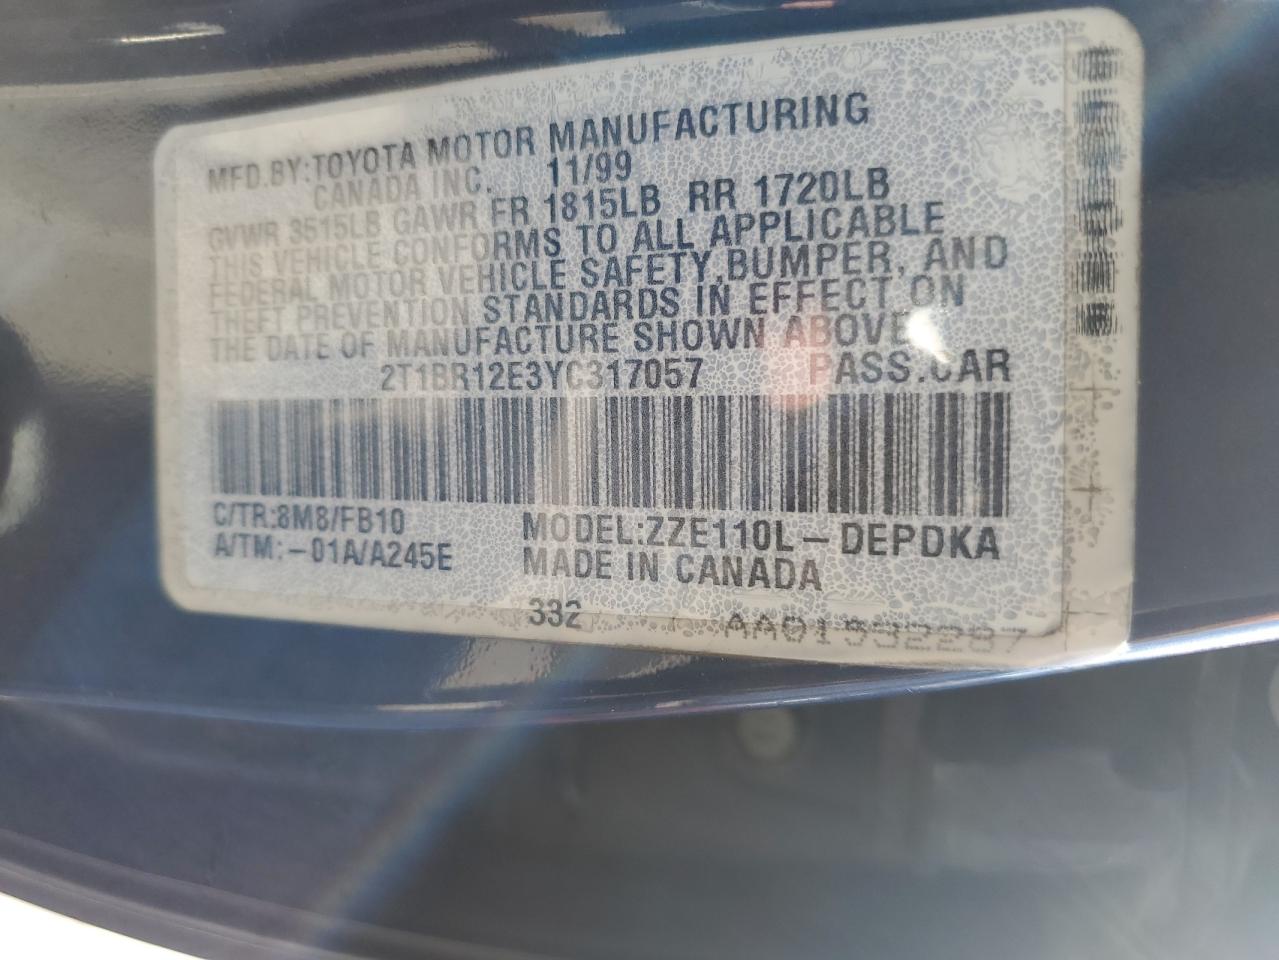 MFD.BY:TOYOTA MOTOR MANUFACTURING
CANADA INC. 11/99
GVWR 3515LB GAWR FR 1815LB RR 1720LB
THIS VEHICLE CONFORMS TO ALL APPLICABLE
FEDERAL MOTOR VEHICLE SAFETY,BUMPER, AND
THEFT PREVENTION STANDARDS IN EFFECT ON
THE DATE OF MANUFACTURE SHOWN ABOVE.
2T1BR12E3YC317057 PASS.CAR
C/TR:8M8/FB10 MODEL:ZZE110L-DEPDKA
A/TM:-01A/A245E MADE IN CANADA
332 AA01532287